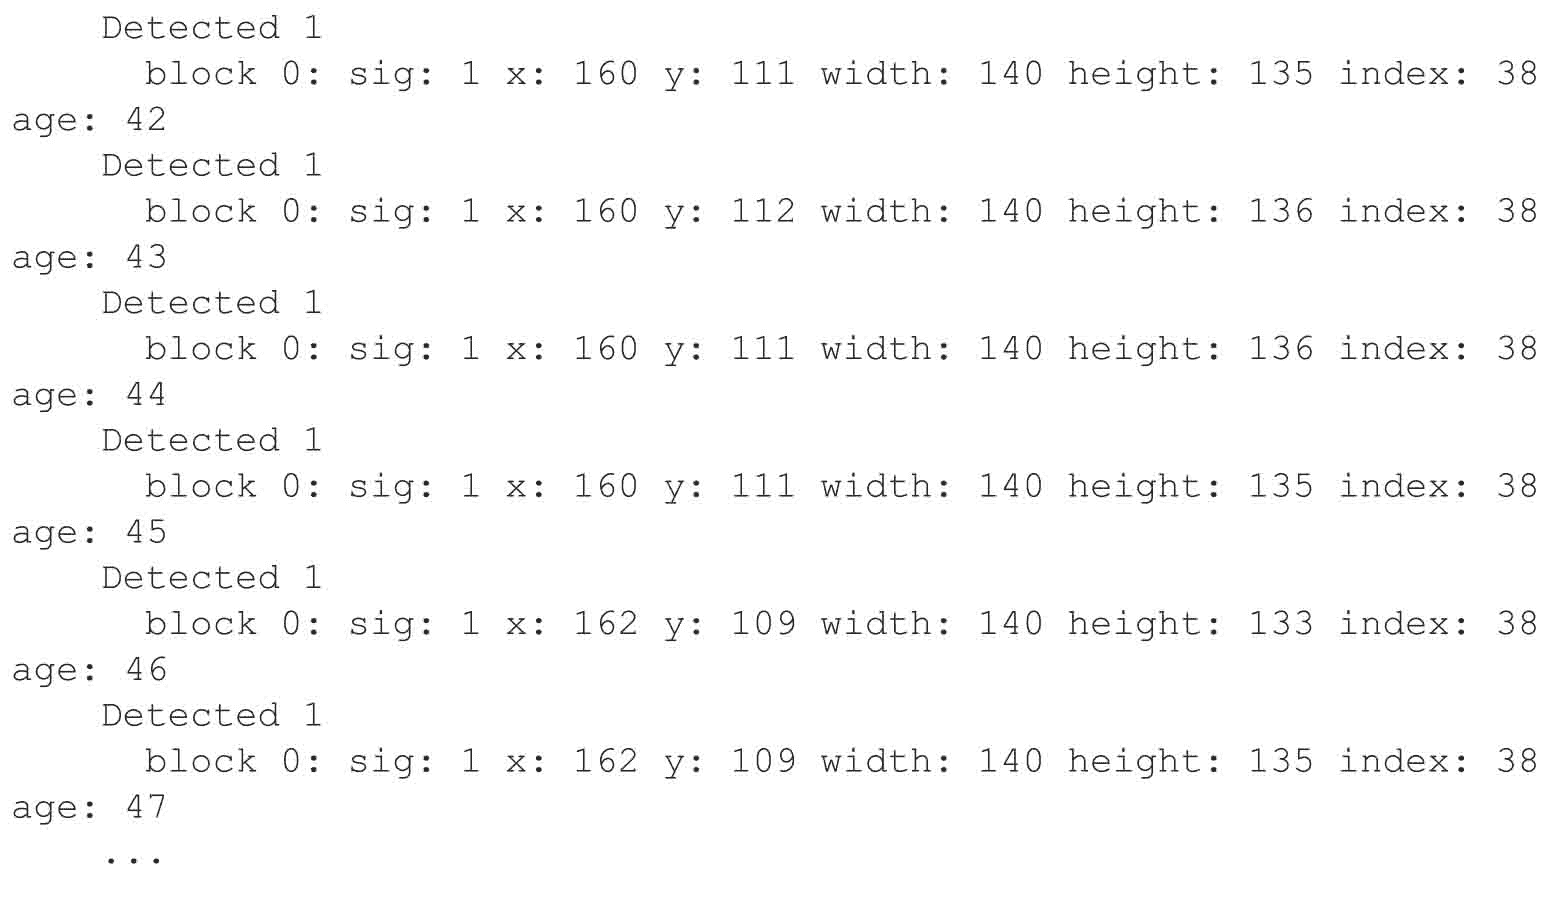 Detected 1
block 0: sig: 1 x: 160 y: 111 width: 140 height: 135 index: 38
age: 42
Detected 1
block 0: sig: 1 x: 160 y: 112 width: 140 height: 136 index: 38
age: 43
Detected 1
block 0: sig: 1 x: 160 y: 111 width: 140 height: 136 index: 38
age: 44
Detected 1
block 0: sig: 1 x: 160 y: 111 width: 140 height: 135 index: 38
age: 45
Detected 1
block 0: sig: 1 x: 162 y: 109 width: 140 height: 133 index: 38
age: 46
Detected 1
block 0: sig: 1 x: 162 y: 109 width: 140 height: 135 index: 38
age: 47
...